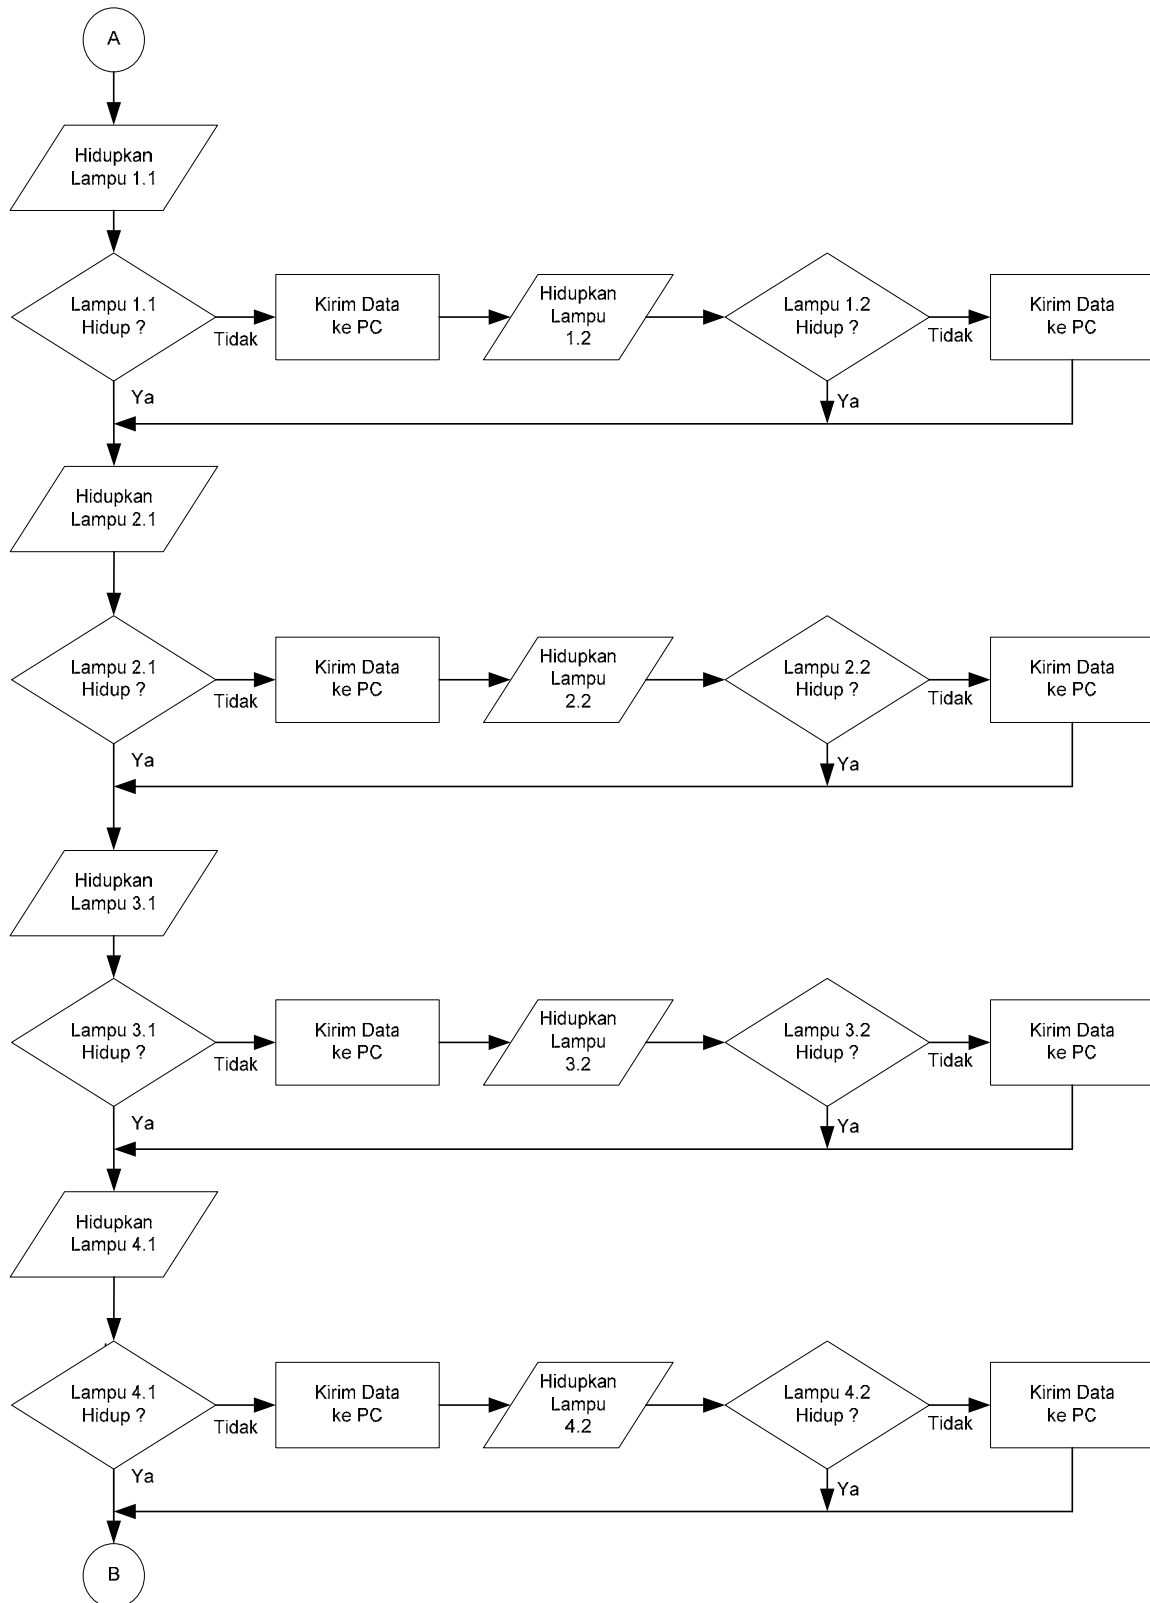 A
Hidupkan
Lampu 1.1
Lampu 1.1
Hidup ?
Tidak
Kirim Data
ke PC
Hidupkan
Lampu
1.2
Lampu 1.2
Hidup ?
Tidak
Kirim Data
ke PC
Ya
Ya
Hidupkan
Lampu 2.1
Lampu 2.1
Hidup ?
Tidak
Kirim Data
ke PC
Hidupkan
Lampu
2.2
Lampu 2.2
Hidup ?
Tidak
Kirim Data
ke PC
Ya
Ya
Hidupkan
Lampu 3.1
Lampu 3.1
Hidup ?
Tidak
Kirim Data
ke PC
Hidupkan
Lampu
3.2
Lampu 3.2
Hidup ?
Tidak
Kirim Data
ke PC
Ya
Ya
Hidupkan
Lampu 4.1
Lampu 4.1
Hidup ?
Tidak
Kirim Data
ke PC
Hidupkan
Lampu
4.2
Lampu 4.2
Hidup ?
Tidak
Kirim Data
ke PC
Ya
Ya
B